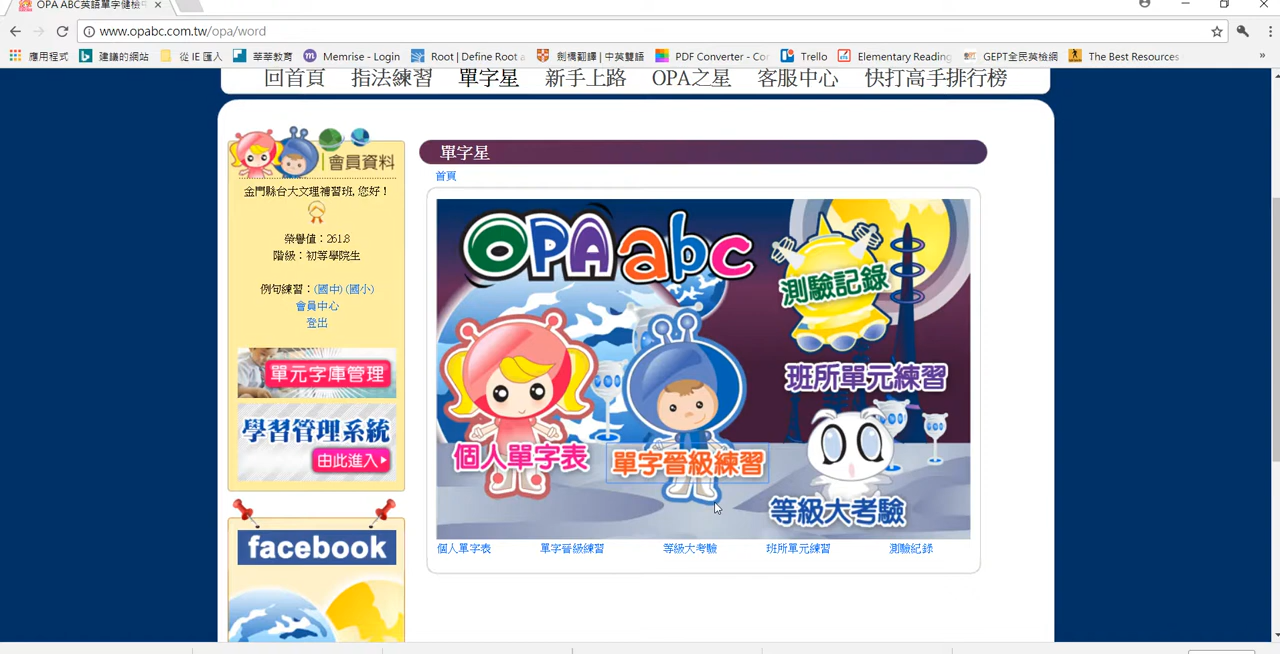 OPA ABC英語單字健檢
www.opabc.com.tw/opa/word
應用程式 建議的網站 從 IE 匯入 華華教育 Memrise - Login Root | Define Root a 劍橋翻譯 | 中英雙語 PDF Converter - Cor Trello Elementary Reading GEPT全民英檢網 The Best Resources »
回首頁 指法練習 單字星 新手上路 OPA之星 客服中心 快打高手排行榜
會員資料
金門縣台大文理補習班, 您好！
榮譽值：261.8
階級：初等學院生
例句練習：(國中) (國小)
會員中心
登出
單元字庫管理
學習管理系統
由此進入
facebook
單字星
首頁
OPA abc
測驗記錄
班所單元練習
個人單字表
單字晉級練習
等級大考驗
個人單字表 單字晉級練習 等級大考驗 班所單元練習 測驗紀錄